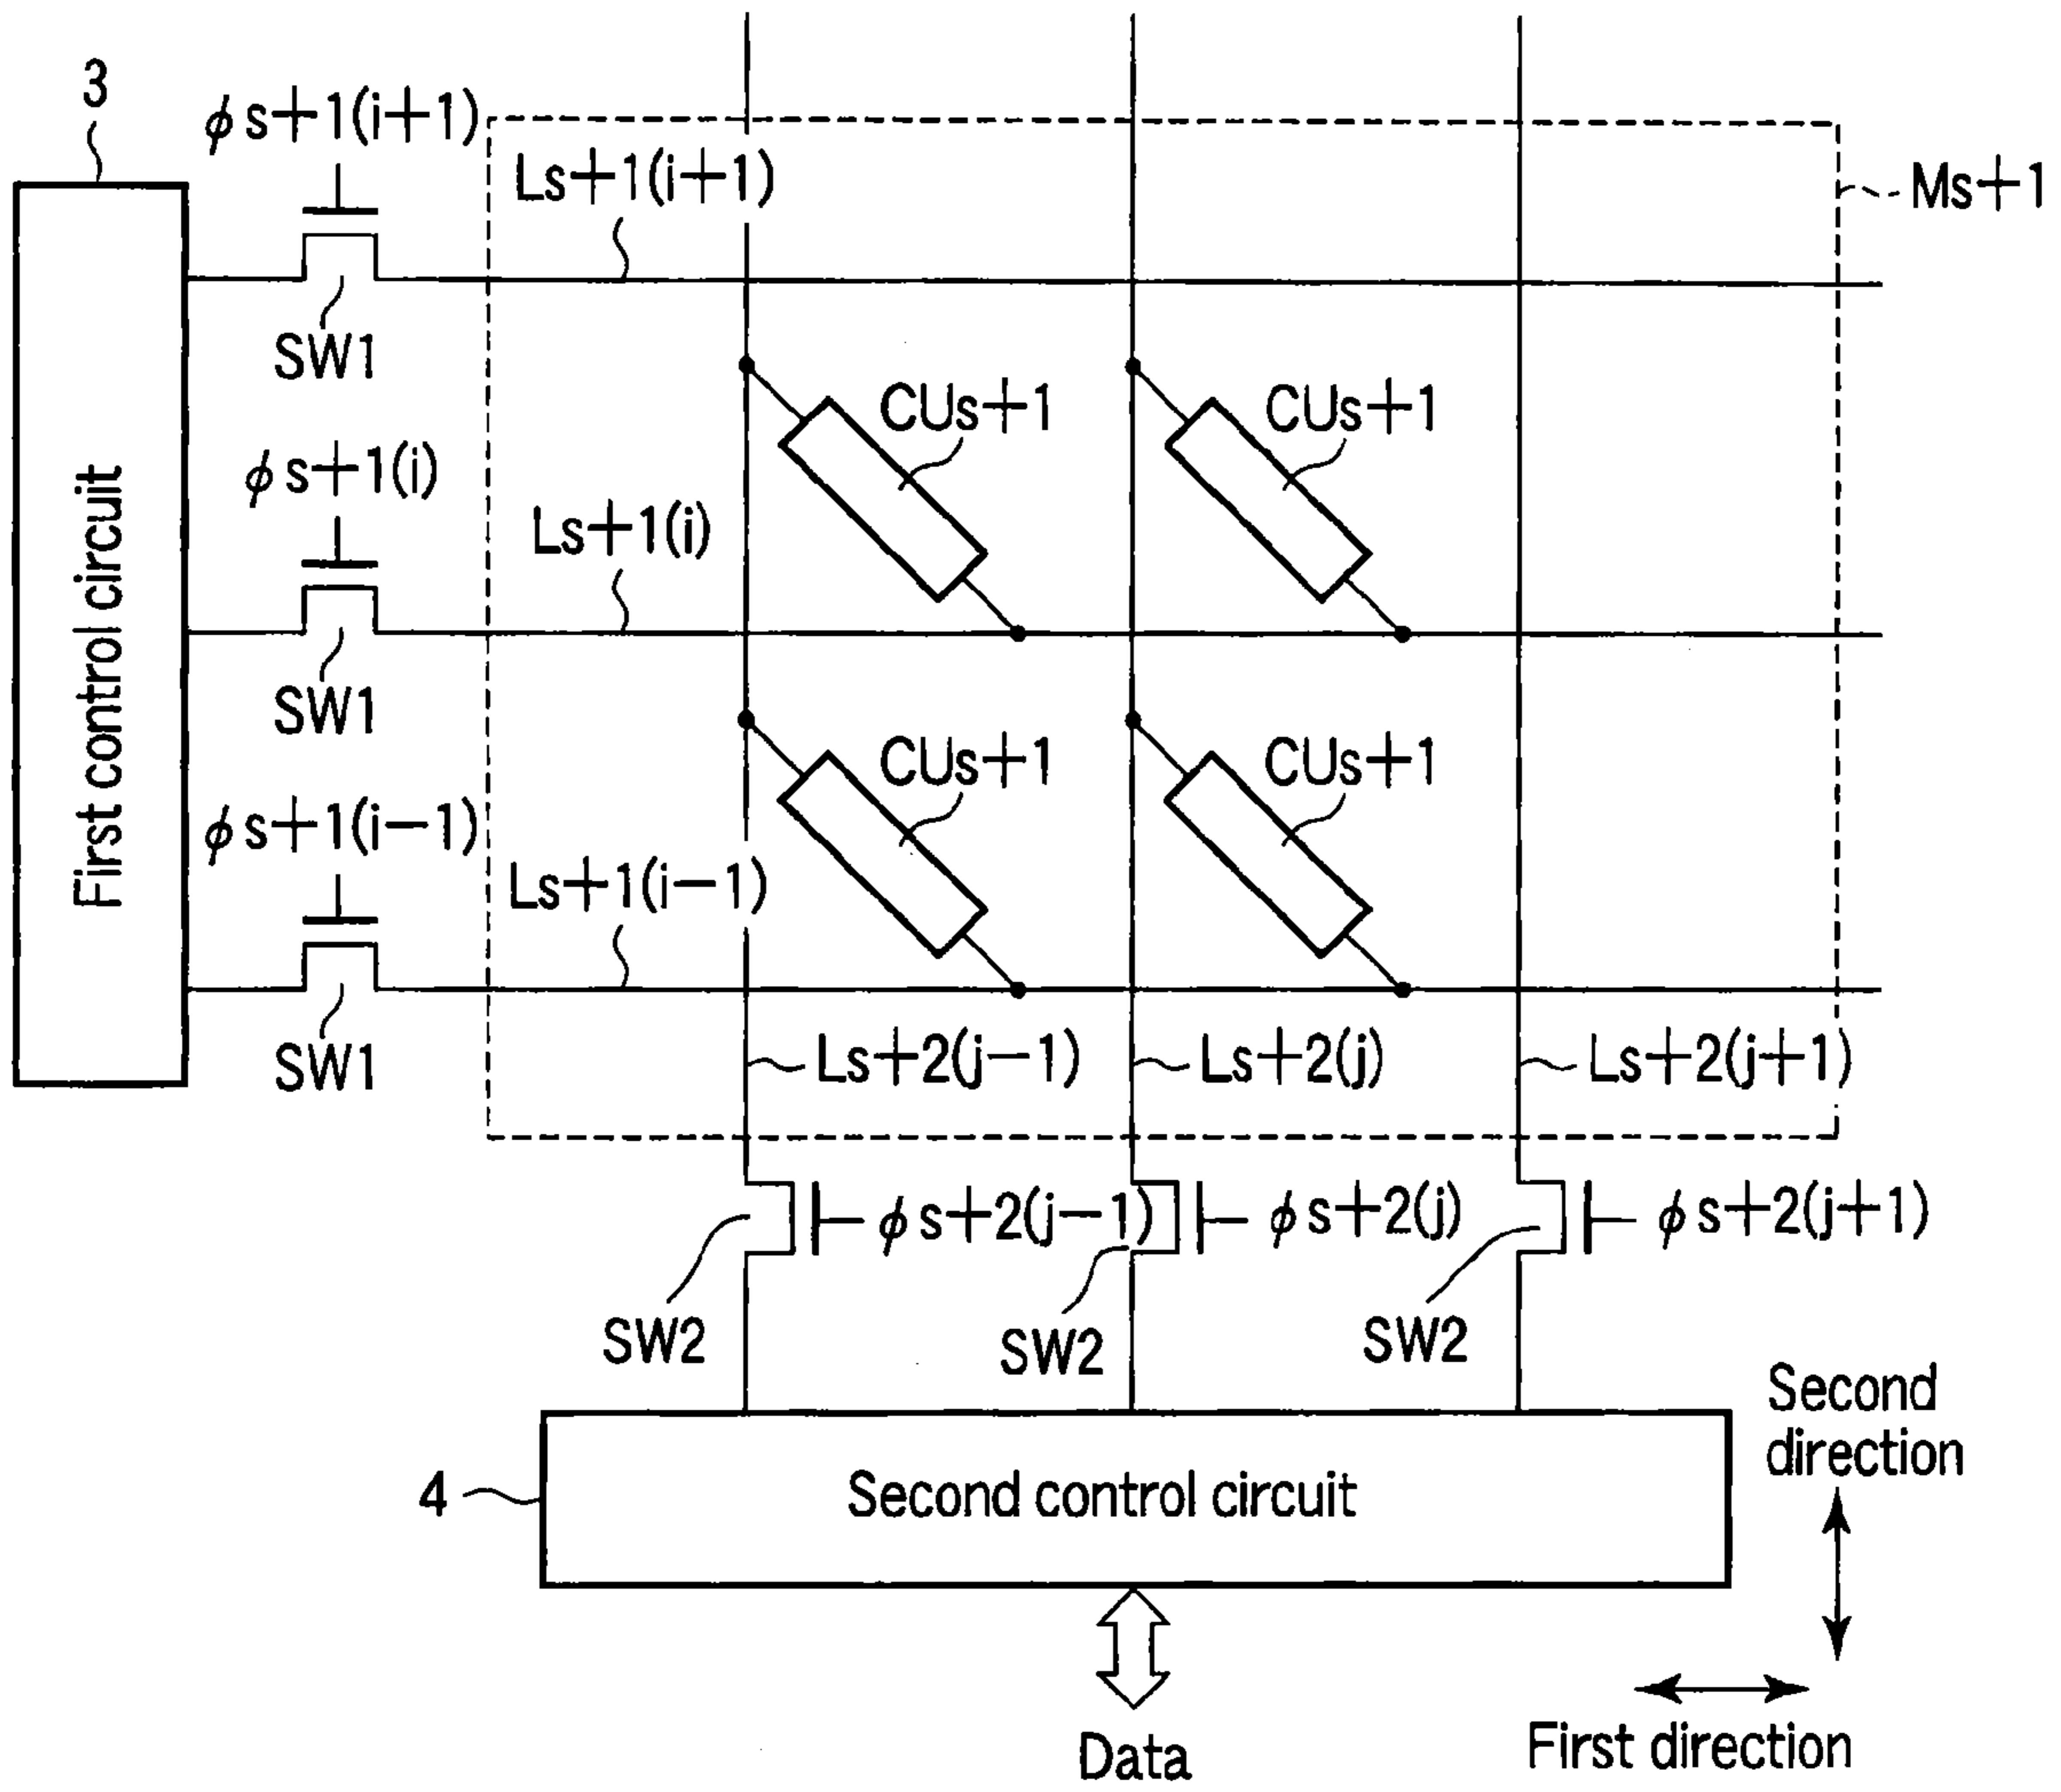 3
ϕs+1(i+1)
Ls+1(i+1)
Ms+1
SW1
CUs+1
CUs+1
ϕs+1(i)
Ls+1(i)
First control circuit
SW1
CUs+1
CUs+1
ϕs+1(i−1)
Ls+1(i−1)
SW1
Ls+2(j−1)
Ls+2(j)
Ls+2(j+1)
ϕs+2(j−1)
ϕs+2(j)
ϕs+2(j+1)
SW2
SW2
SW2
Second
direction
4
Second control circuit
Data
First direction